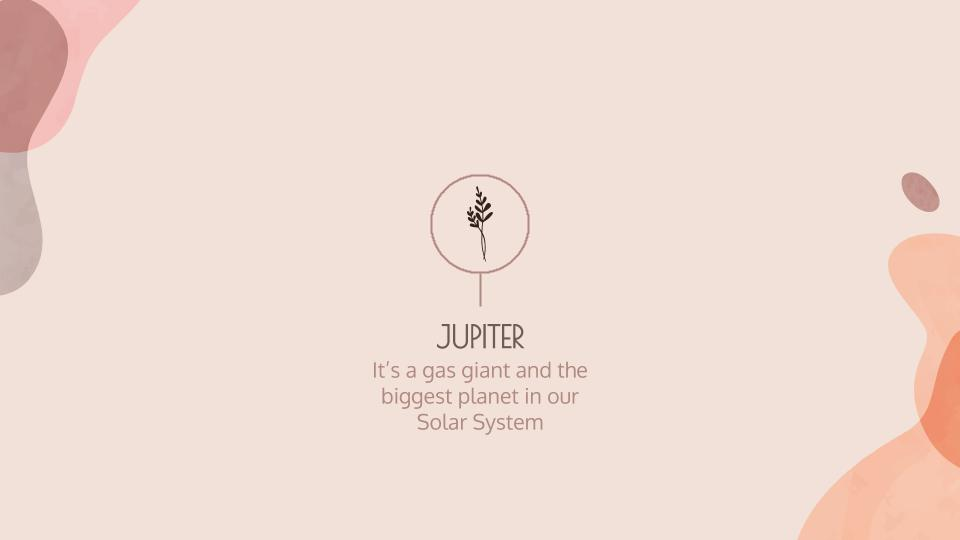 JUPITER
It’s a gas giant and the
biggest planet in our
Solar System